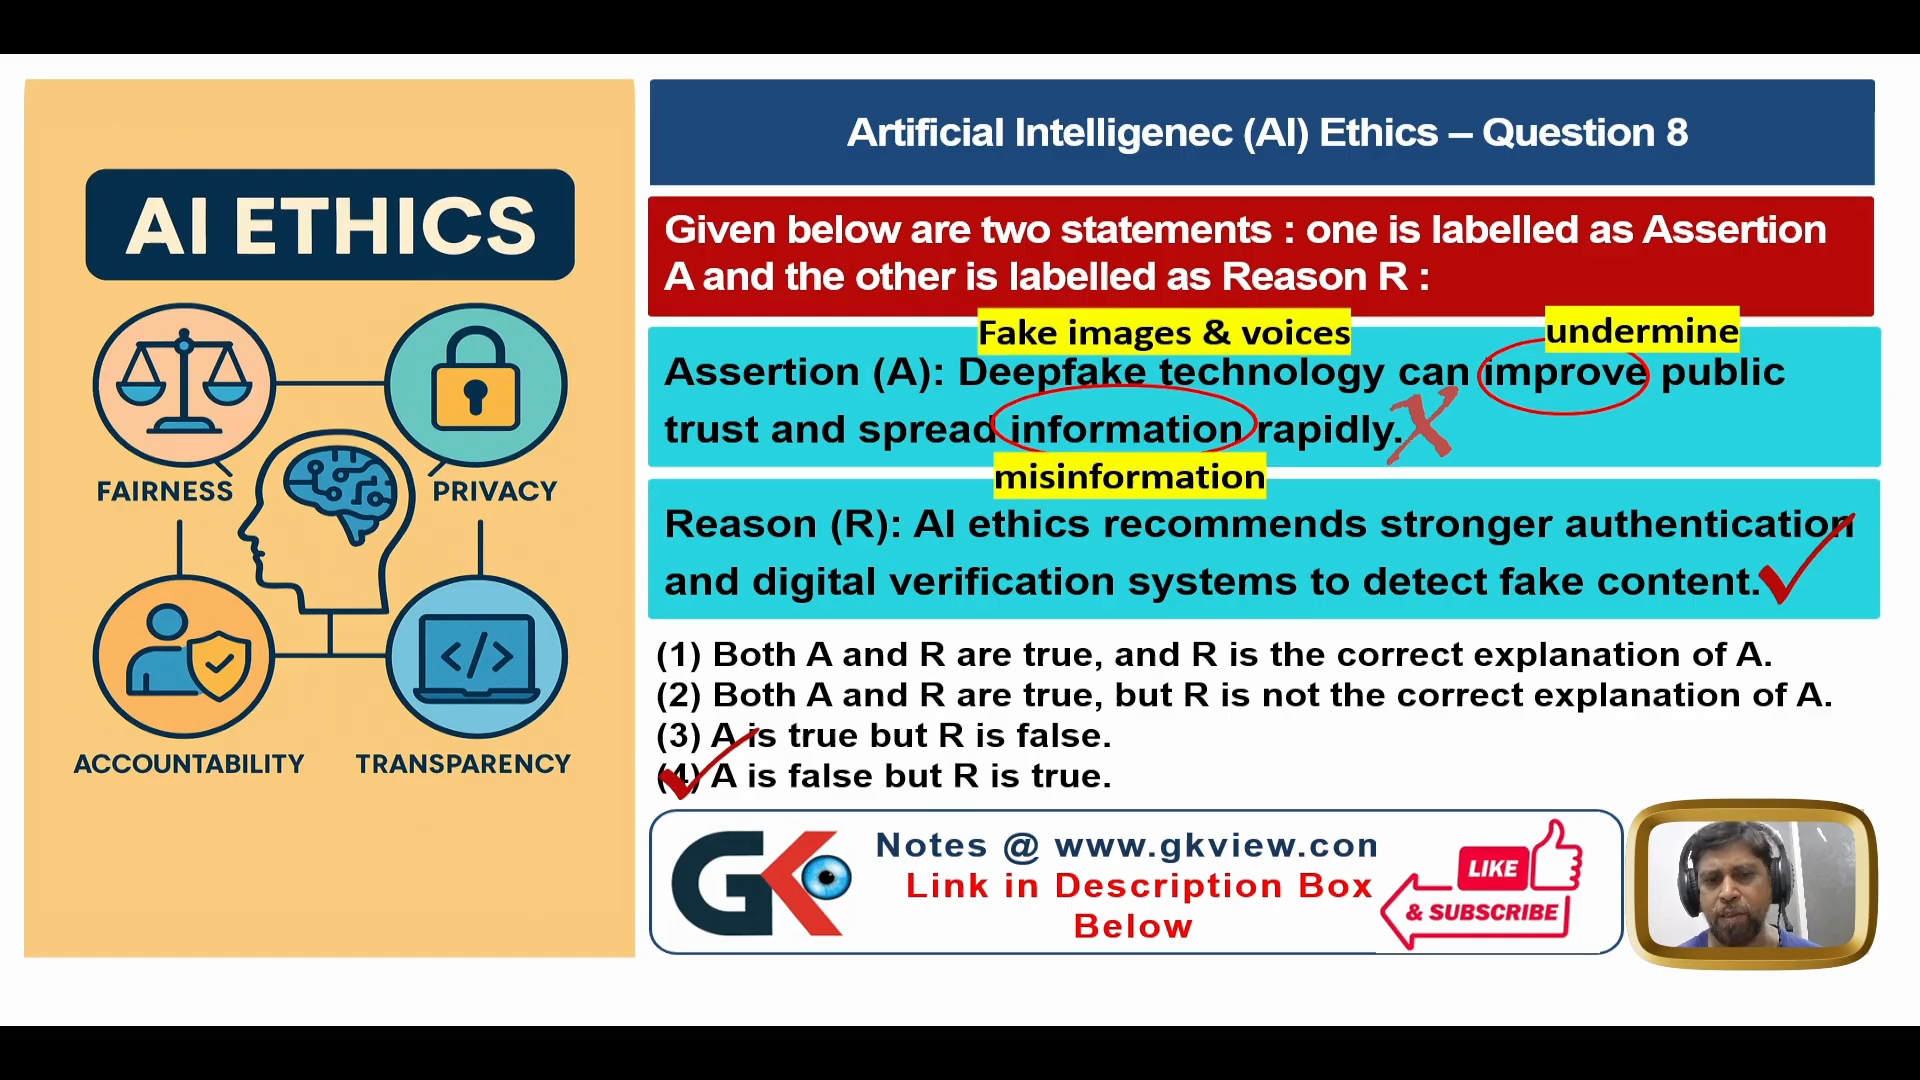 AI ETHICS
FAIRNESS
PRIVACY
</>
ACCOUNTABILITY
TRANSPARENCY
Artificial Intelligenec (AI) Ethics – Question 8
Given below are two statements : one is labelled as Assertion
A and the other is labelled as Reason R :
Fake images & voices
undermine
Assertion (A): Deepfake technology can improve public
trust and spread information rapidly.
misinformation
Reason (R): AI ethics recommends stronger authentication
and digital verification systems to detect fake content.
(1) Both A and R are true, and R is the correct explanation of A.
(2) Both A and R are true, but R is not the correct explanation of A.
(3) A is true but R is false.
(4) A is false but R is true.
GK
Notes @ www.gkview.con
Link in Description Box
Below
LIKE
& SUBSCRIBE